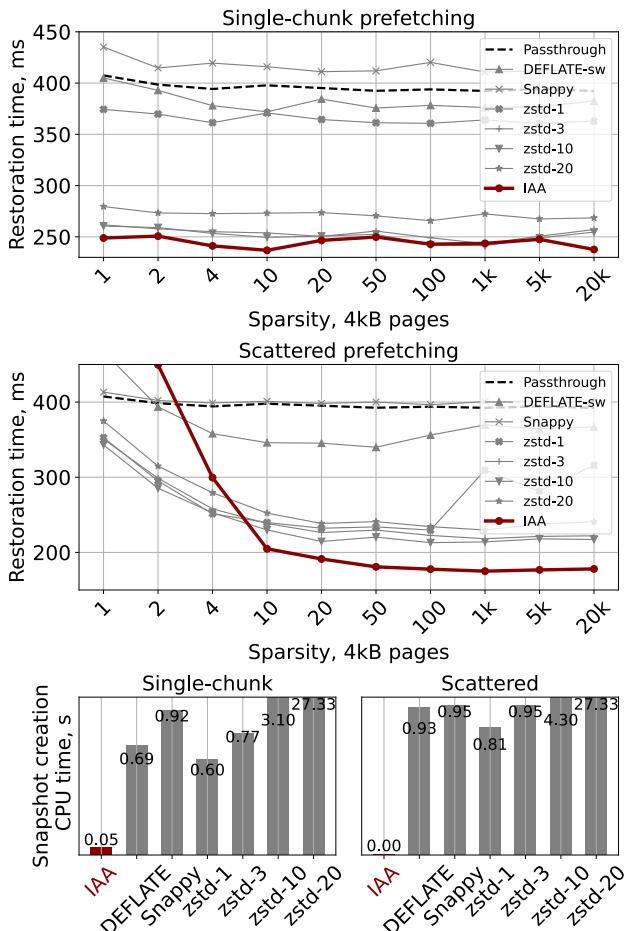 Single-chunk prefetching
Restoration time, ms
450
400
350
300
250
Passthrough
DEFLATE-sw
Snappy
zstd-1
zstd-3
zstd-10
zstd-20
IAA
1 2 4 10 20 50 100 1k 5k 20k
Sparsity, 4kB pages
Scattered prefetching
Restoration time, ms
400
300
200
Passthrough
DEFLATE-sw
Snappy
zstd-1
zstd-3
zstd-10
zstd-20
IAA
1 2 4 10 20 50 100 1k 5k 20k
Sparsity, 4kB pages
Snapshot creation
CPU time, s
Single-chunk
0.05 0.69 0.92 0.60 0.77 3.10 27.33
IAA DEFLATE Snappy zstd-1 zstd-3 zstd-10 zstd-20
Scattered
0.00 0.93 0.95 0.81 0.95 4.30 27.33
IAA DEFLATE Snappy zstd-1 zstd-3 zstd-10 zstd-20